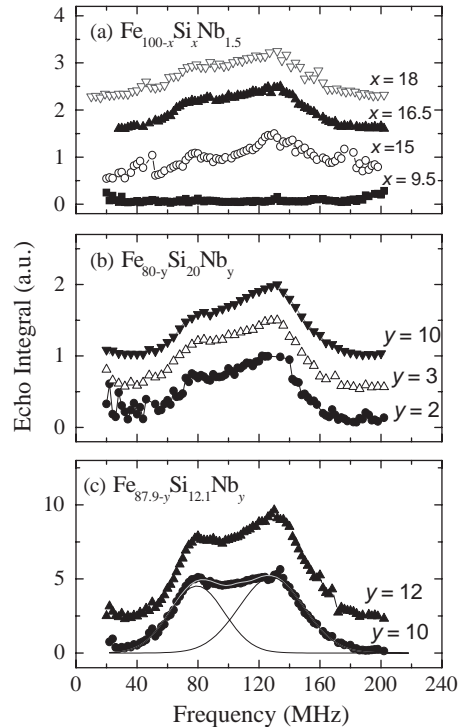 (a) Fe100-xSixNb1.5
3
2
1
0
x = 18
x = 16.5
x =15
x = 9.5
(b) Fe80-ySi20Nby
2
1
0
y = 10
y = 3
y = 2
(c) Fe87.9-ySi12.1Nby
10
5
0
y = 12
y = 10
0 40 80 120 160 200
Frequency (MHz)
Echo Integral (a.u.)